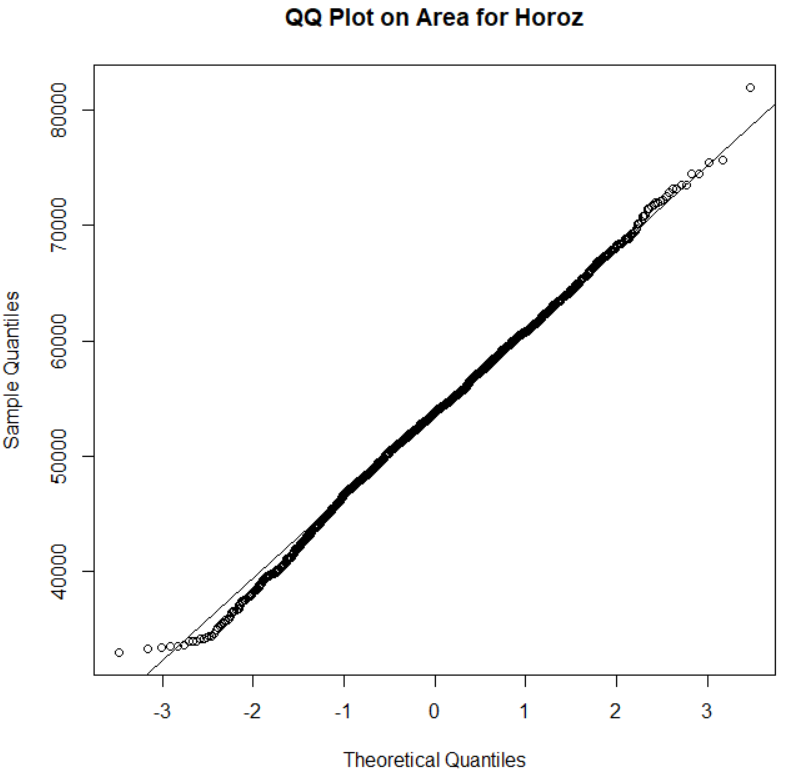 QQ Plot on Area for Horoz
80000
70000
60000
50000
40000
Sample Quantiles
-3 -2 -1 0 1 2 3
Theoretical Quantiles